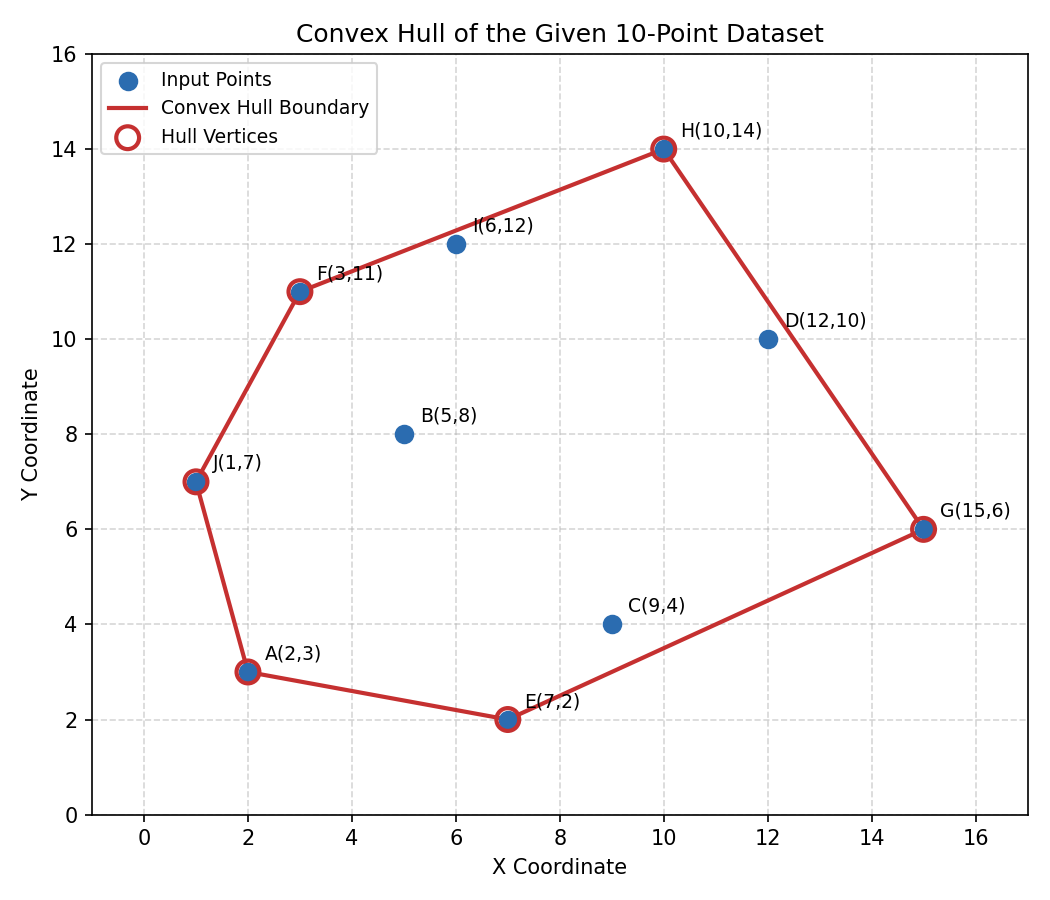 Convex Hull of the Given 10-Point Dataset
Input Points
Convex Hull Boundary
Hull Vertices
H(10,14)
I(6,12)
F(3,11)
D(12,10)
B(5,8)
J(1,7)
G(15,6)
C(9,4)
A(2,3)
E(7,2)
16
14
12
10
8
6
4
2
0
Y Coordinate
0 2 4 6 8 10 12 14 16
X Coordinate